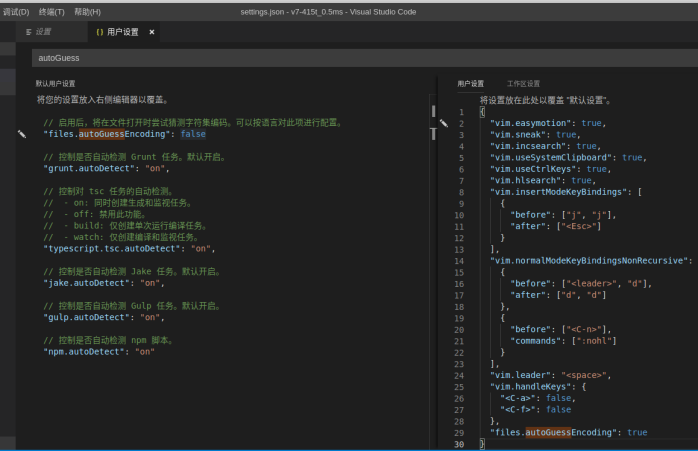 调试(D) 终端(T) 帮助(H)
settings.json - v7-415t_0.5ms - Visual Studio Code
设置
{} 用户设置 ×
autoGuess
默认用户设置
将您的设置放入右侧编辑器以覆盖。
// 启用后，将在文件打开时尝试猜测字符集编码。可以按语言对此项进行配置。
"files.autoGuessEncoding": false
// 控制是否自动检测 Grunt 任务。默认开启。
"grunt.autoDetect": "on",
// 控制对 tsc 任务的自动检测。
//  - on: 同时创建生成和监视任务。
//  - off: 禁用此功能。
//  - build: 仅创建单次运行编译任务。
//  - watch: 仅创建编译和监视任务。
"typescript.tsc.autoDetect": "on",
// 控制是否自动检测 Jake 任务。默认开启。
"jake.autoDetect": "on",
// 控制是否自动检测 Gulp 任务。默认开启。
"gulp.autoDetect": "on",
// 控制是否自动检测 npm 脚本。
"npm.autoDetect": "on"
用户设置 工作区设置
将设置放在此处以覆盖 "默认设置"。
1 {
2 "vim.easymotion": true,
3 "vim.sneak": true,
4 "vim.incsearch": true,
5 "vim.useSystemClipboard": true,
6 "vim.useCtrlKeys": true,
7 "vim.hlsearch": true,
8 "vim.insertModeKeyBindings": [
9 {
10 "before": ["j", "j"],
11 "after": ["<Esc>"]
12 }
13 ],
14 "vim.normalModeKeyBindingsNonRecursive":
15 {
16 "before": ["<leader>", "d"],
17 "after": ["d", "d"]
18 },
19 {
20 "before": ["<C-n>"],
21 "commands": [":nohl"]
22 }
23 ],
24 "vim.leader": "<space>",
25 "vim.handleKeys": {
26 "<C-a>": false,
27 "<C-f>": false
28 },
29 "files.autoGuessEncoding": true
30 }